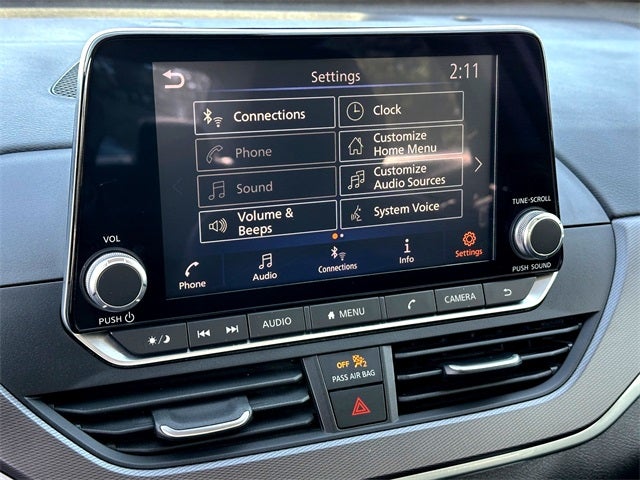 Settings 2:11
Connections
Clock
Phone
Customize
Home Menu
Sound
Customize
Audio Sources
Volume &
Beeps
System Voice
Phone
Audio
Connections
Info
Settings
VOL
PUSH
TUNE·SCROLL
PUSH SOUND
AUDIO
MENU
CAMERA
OFF
PASS AIR BAG